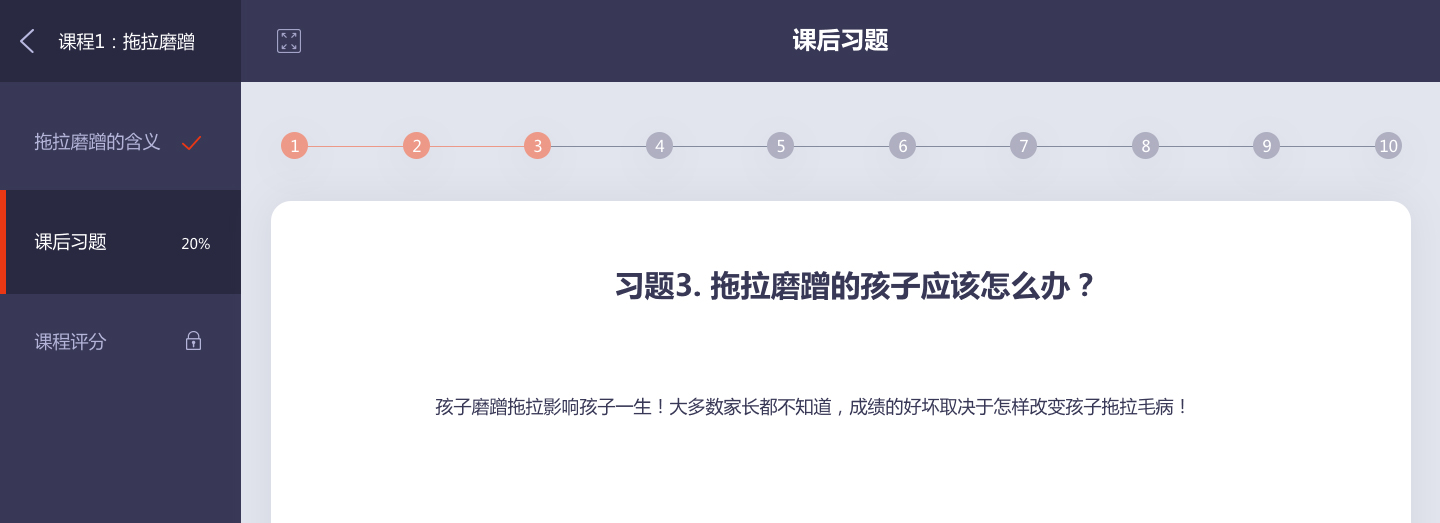 课程1：拖拉磨蹭
课后习题
拖拉磨蹭的含义
课后习题 20%
课程评分
1 2 3 4 5 6 7 8 9 10
习题3. 拖拉磨蹭的孩子应该怎么办？
孩子磨蹭拖拉影响孩子一生！大多数家长都不知道，成绩的好坏取决于怎样改变孩子拖拉毛病！